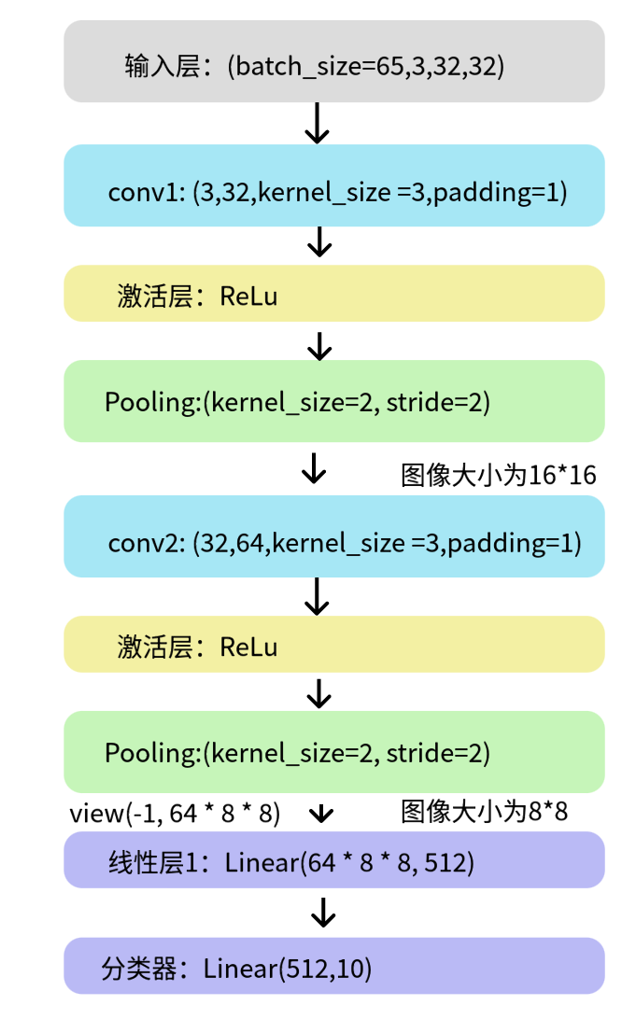 输入层：(batch_size=65,3,32,32)
conv1: (3,32,kernel_size =3,padding=1)
激活层：ReLu
Pooling:(kernel_size=2, stride=2)
图像大小为16*16
conv2: (32,64,kernel_size =3,padding=1)
激活层：ReLu
Pooling:(kernel_size=2, stride=2)
view(-1, 64 * 8 * 8)
图像大小为8*8
线性层1：Linear(64 * 8 * 8, 512)
分类器：Linear(512,10)